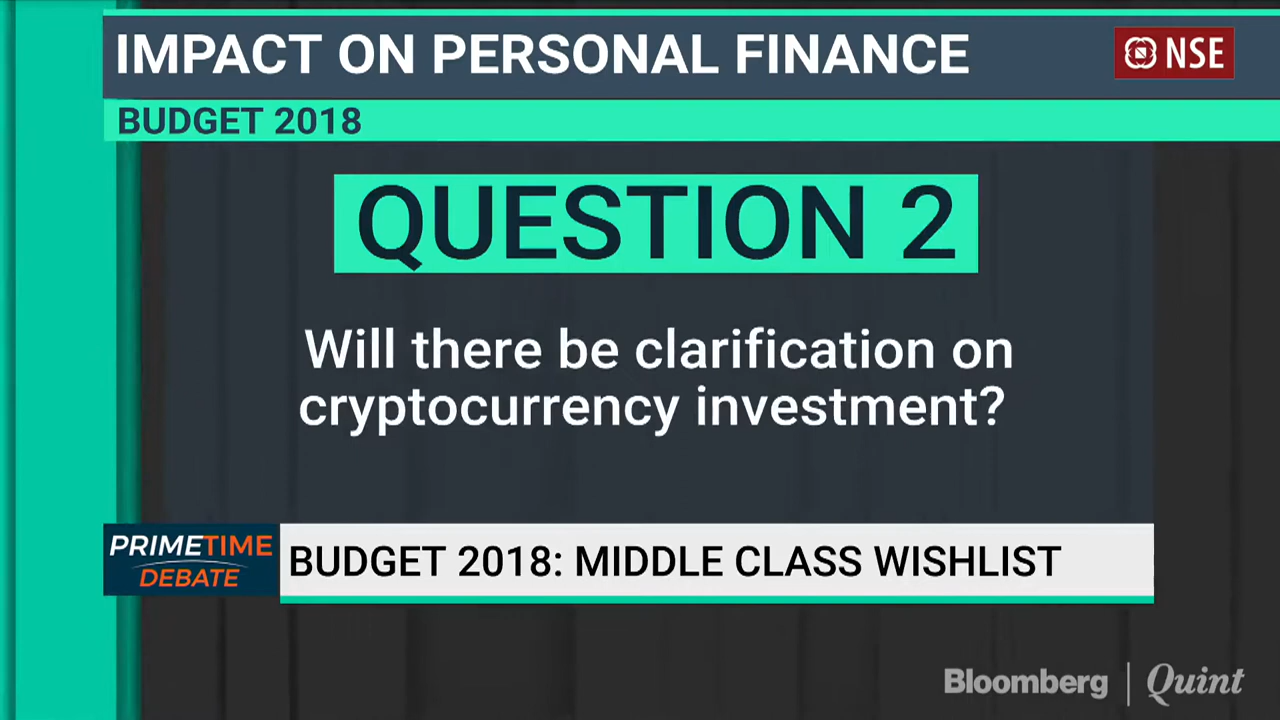 IMPACT ON PERSONAL FINANCE
NSE
BUDGET 2018
QUESTION 2
Will there be clarification on
cryptocurrency investment?
PRIMETIME
DEBATE
BUDGET 2018: MIDDLE CLASS WISHLIST
Bloomberg | Quint